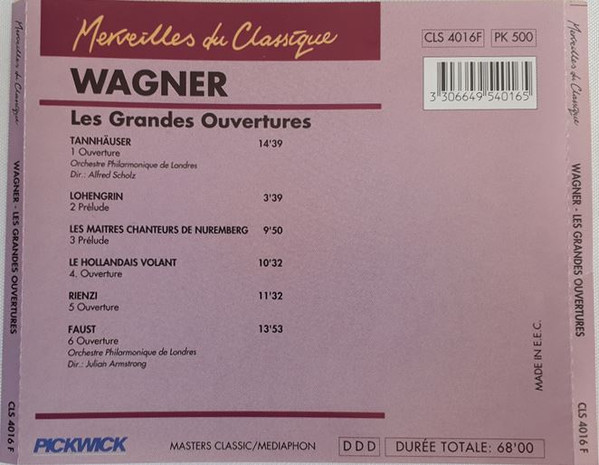 Merveilles du Classique
CLS 4016F
PK 500
WAGNER
3 306649 540165
Les Grandes Ouvertures
TANNHÄUSER 14'39
1 Ouverture
Orchestre Philarmonique de Londres
Dir.: Alfred Scholz
LOHENGRIN 3'39
2 Prélude
LES MAITRES CHANTEURS DE NUREMBERG 9'50
3 Prélude
LE HOLLANDAIS VOLANT 10'32
4. Ouverture
RIENZI 11'32
5 Ouverture
FAUST 13'53
6 Ouverture
Orchestre Philarmonique de Londres
Dir.: Julian Armstrong
MADE IN E.E.C.
PICKWICK
MASTERS CLASSIC/MEDIAPHON
DDD
DURÉE TOTALE: 68'00
Merveilles du Classique
WAGNER - LES GRANDES OUVERTURES
CLS 4016 F
Merveilles du Classique
WAGNER - LES GRANDES OUVERTURES
CLS 4016 F